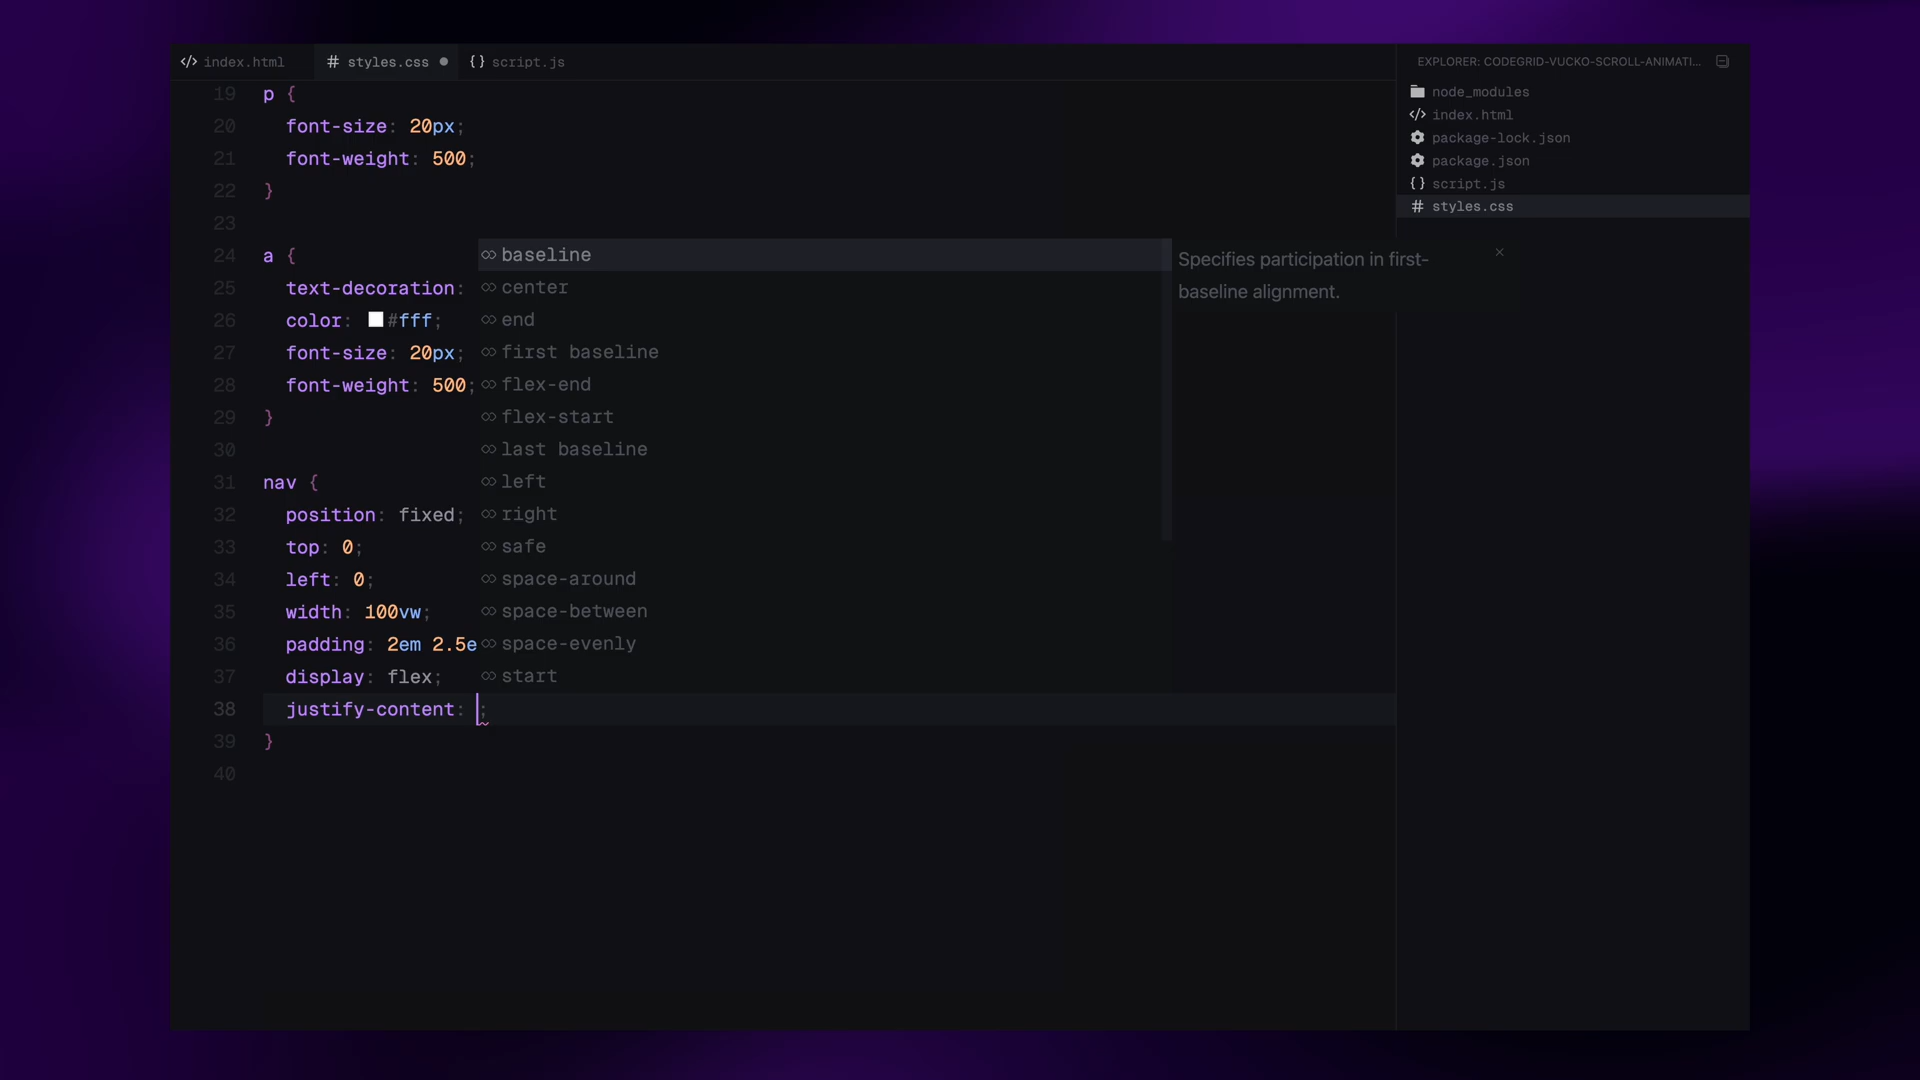 index.html
styles.css
script.js
EXPLORER: CODEGRID-VUCKO-SCROLL-ANIMATI...
node_modules
index.html
package-lock.json
package.json
script.js
styles.css
19 p {
20 font-size: 20px;
21 font-weight: 500;
22 }
23
24 a {
25 text-decoration:
26 color: #fff;
27 font-size: 20px;
28 font-weight: 500;
29 }
30
31 nav {
32 position: fixed;
33 top: 0;
34 left: 0;
35 width: 100vw;
36 padding: 2em 2.5e
37 display: flex;
38 justify-content: ;
39 }
40
baseline
center
end
first baseline
flex-end
flex-start
last baseline
left
right
safe
space-around
space-between
space-evenly
start
Specifies participation in first-
baseline alignment.